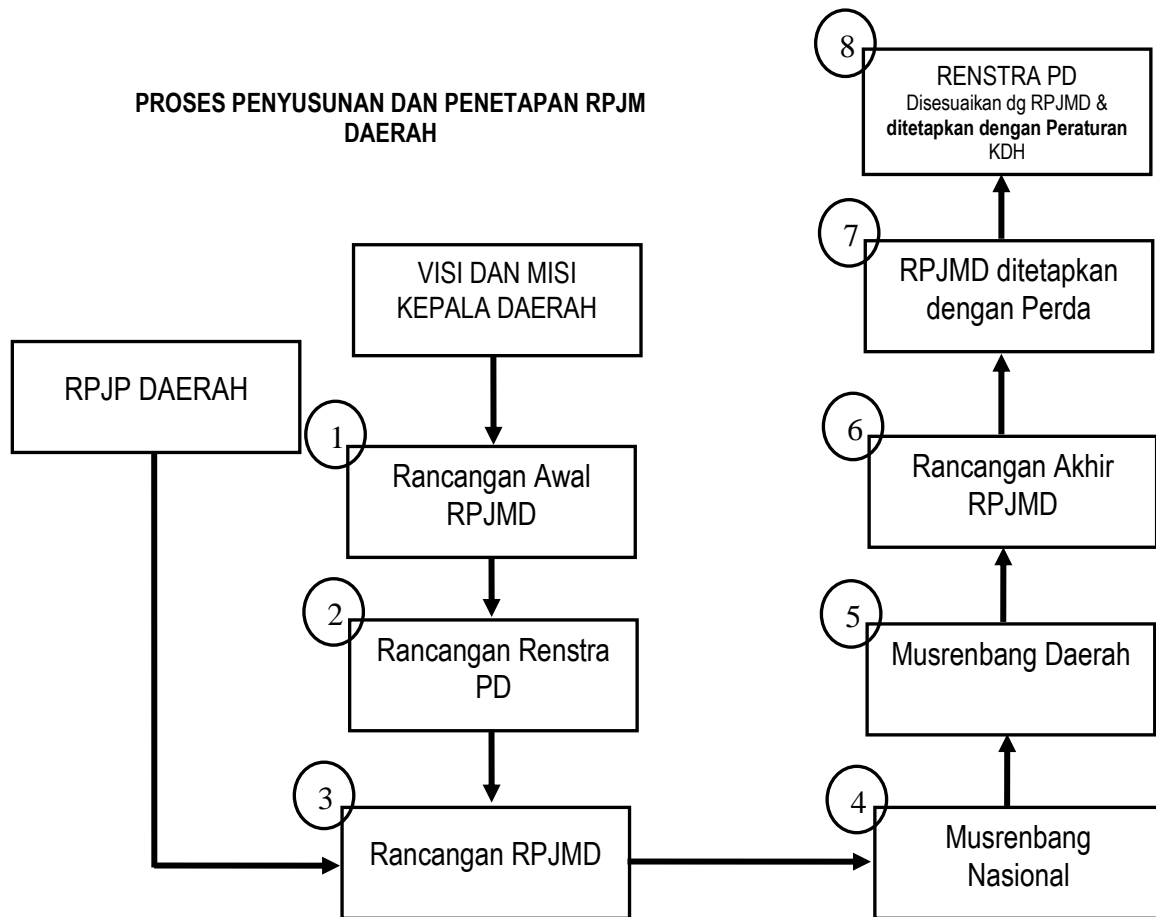 PROSES PENYUSUNAN DAN PENETAPAN RPJM
DAERAH
RPJP DAERAH
VISI DAN MISI
KEPALA DAERAH
1
Rancangan Awal
RPJMD
2
Rancangan Renstra
PD
3
Rancangan RPJMD
4
Musrenbang
Nasional
5
Musrenbang Daerah
6
Rancangan Akhir
RPJMD
7
RPJMD ditetapkan
dengan Perda
8
RENSTRA PD
Disesuaikan dg RPJMD &
ditetapkan dengan Peraturan
KDH